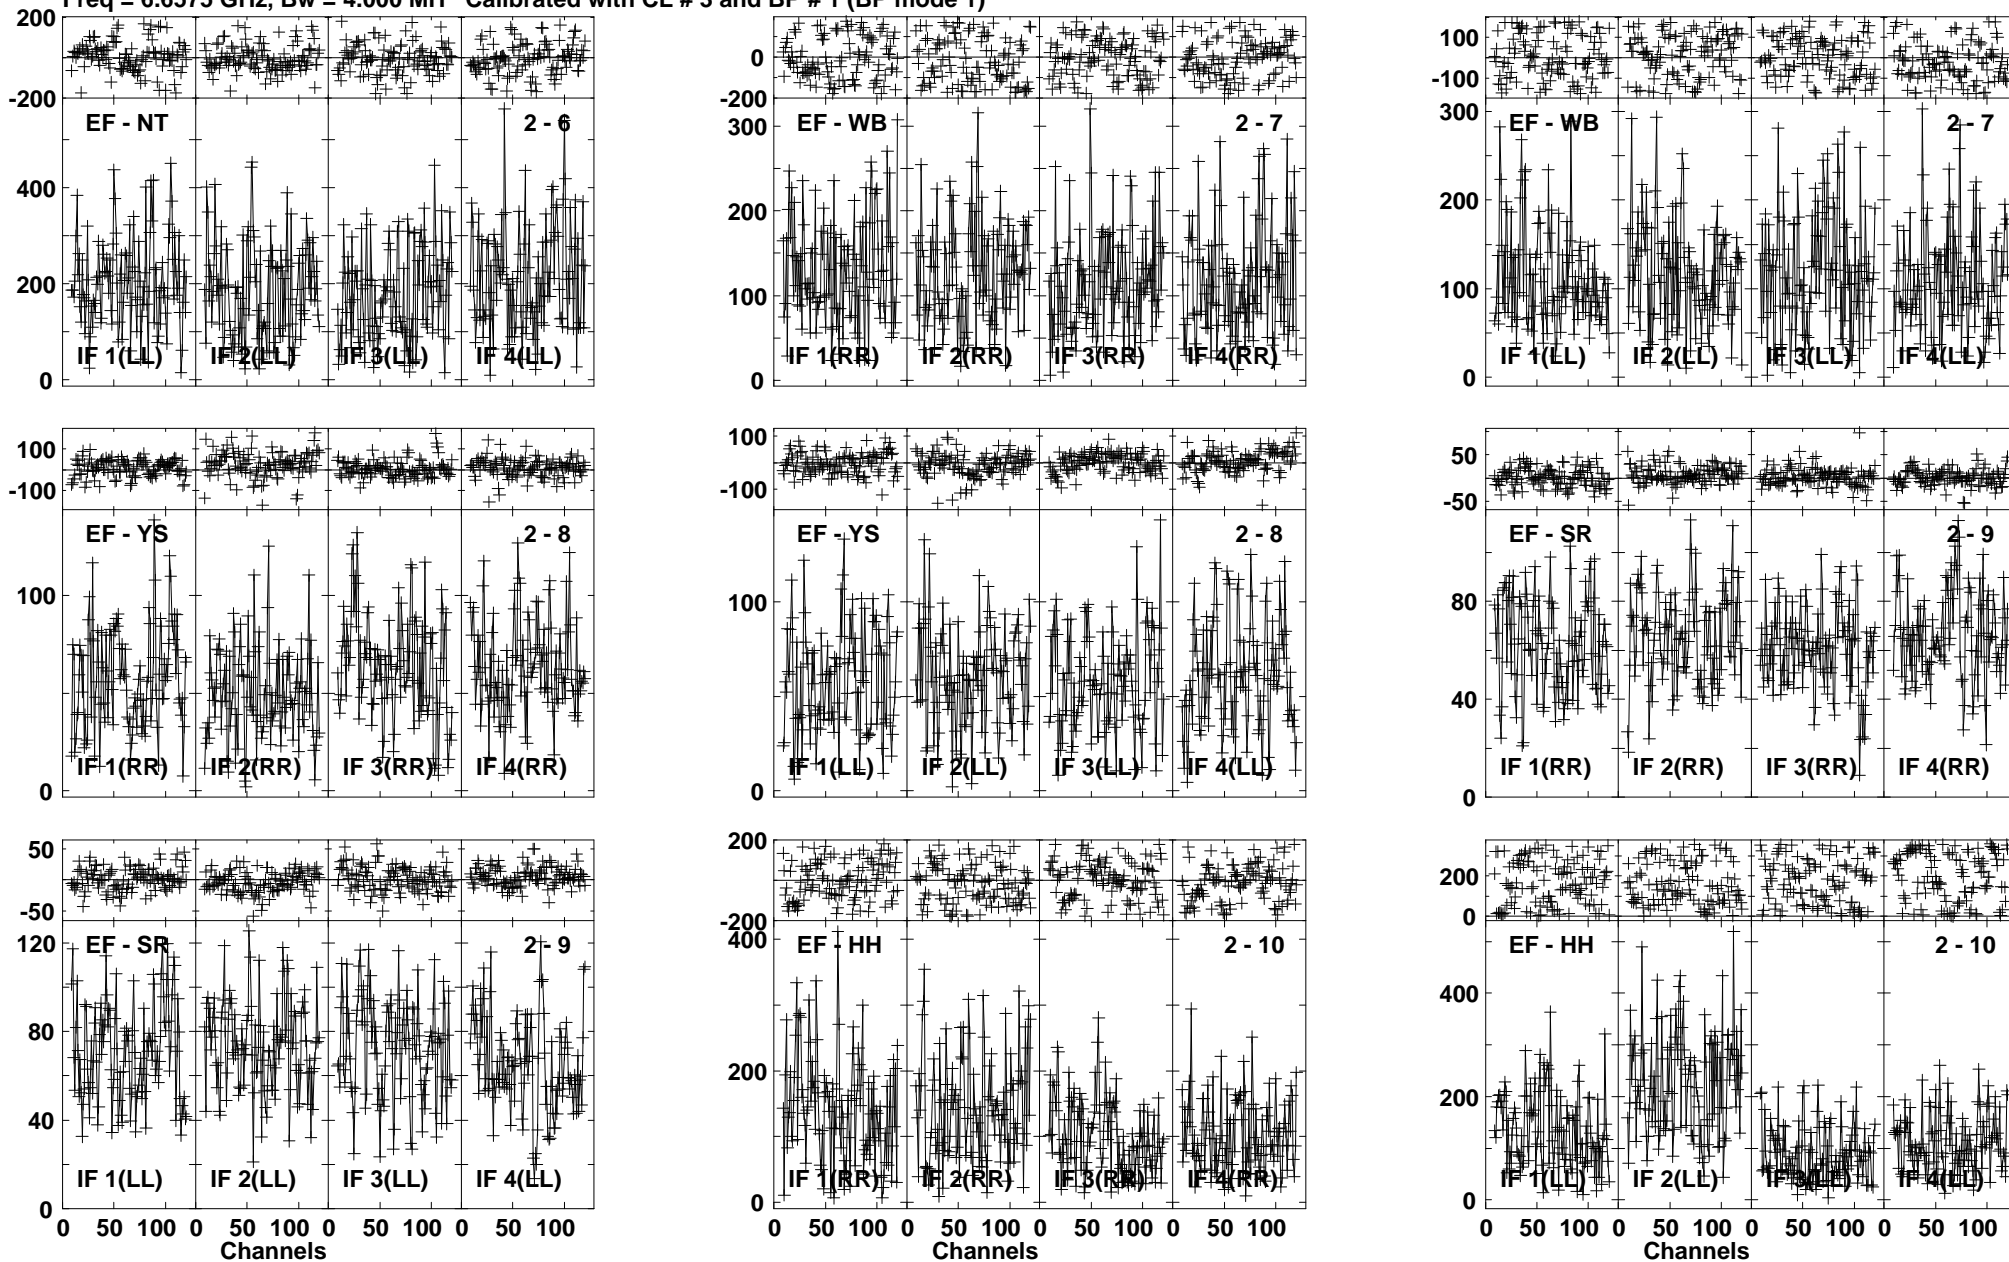 Freq = 6.6575 GHz, Bw = 4.000 MH Calibrated with CL # 3 and BP # 1 (BP mode 1)
200
-200
EF - NT 2 - 6
400
200
0
IF 1(LL) IF 2(LL) IF 3(LL) IF 4(LL)
0
-200
EF - WB 2 - 7
300
200
100
0
IF 1(RR) IF 2(RR) IF 3(RR) IF 4(RR)
100
-100
EF - WB 2 - 7
300
200
100
0
IF 1(LL) IF 2(LL) IF 3(LL) IF 4(LL)
100
-100
EF - YS 2 - 8
100
0
IF 1(RR) IF 2(RR) IF 3(RR) IF 4(RR)
100
-100
EF - YS 2 - 8
100
0
IF 1(LL) IF 2(LL) IF 3(LL) IF 4(LL)
50
-50
EF - SR 2 - 9
80
40
0
IF 1(RR) IF 2(RR) IF 3(RR) IF 4(RR)
50
-50
EF - SR 2 - 9
120
80
40
0
IF 1(LL) IF 2(LL) IF 3(LL) IF 4(LL)
0 50 100 0 50 100 0 50 100 0 50 100
Channels
200
-200
EF - HH 2 - 10
400
200
0
IF 1(RR) IF 2(RR) IF 3(RR) IF 4(RR)
0 50 100 0 50 100 0 50 100 0 50 100
Channels
200
0
EF - HH 2 - 10
400
200
0
IF 1(LL) IF 2(LL) IF 3(LL) IF 4(LL)
0 50 100 0 50 100 0 50 100 0 50 100
Channels